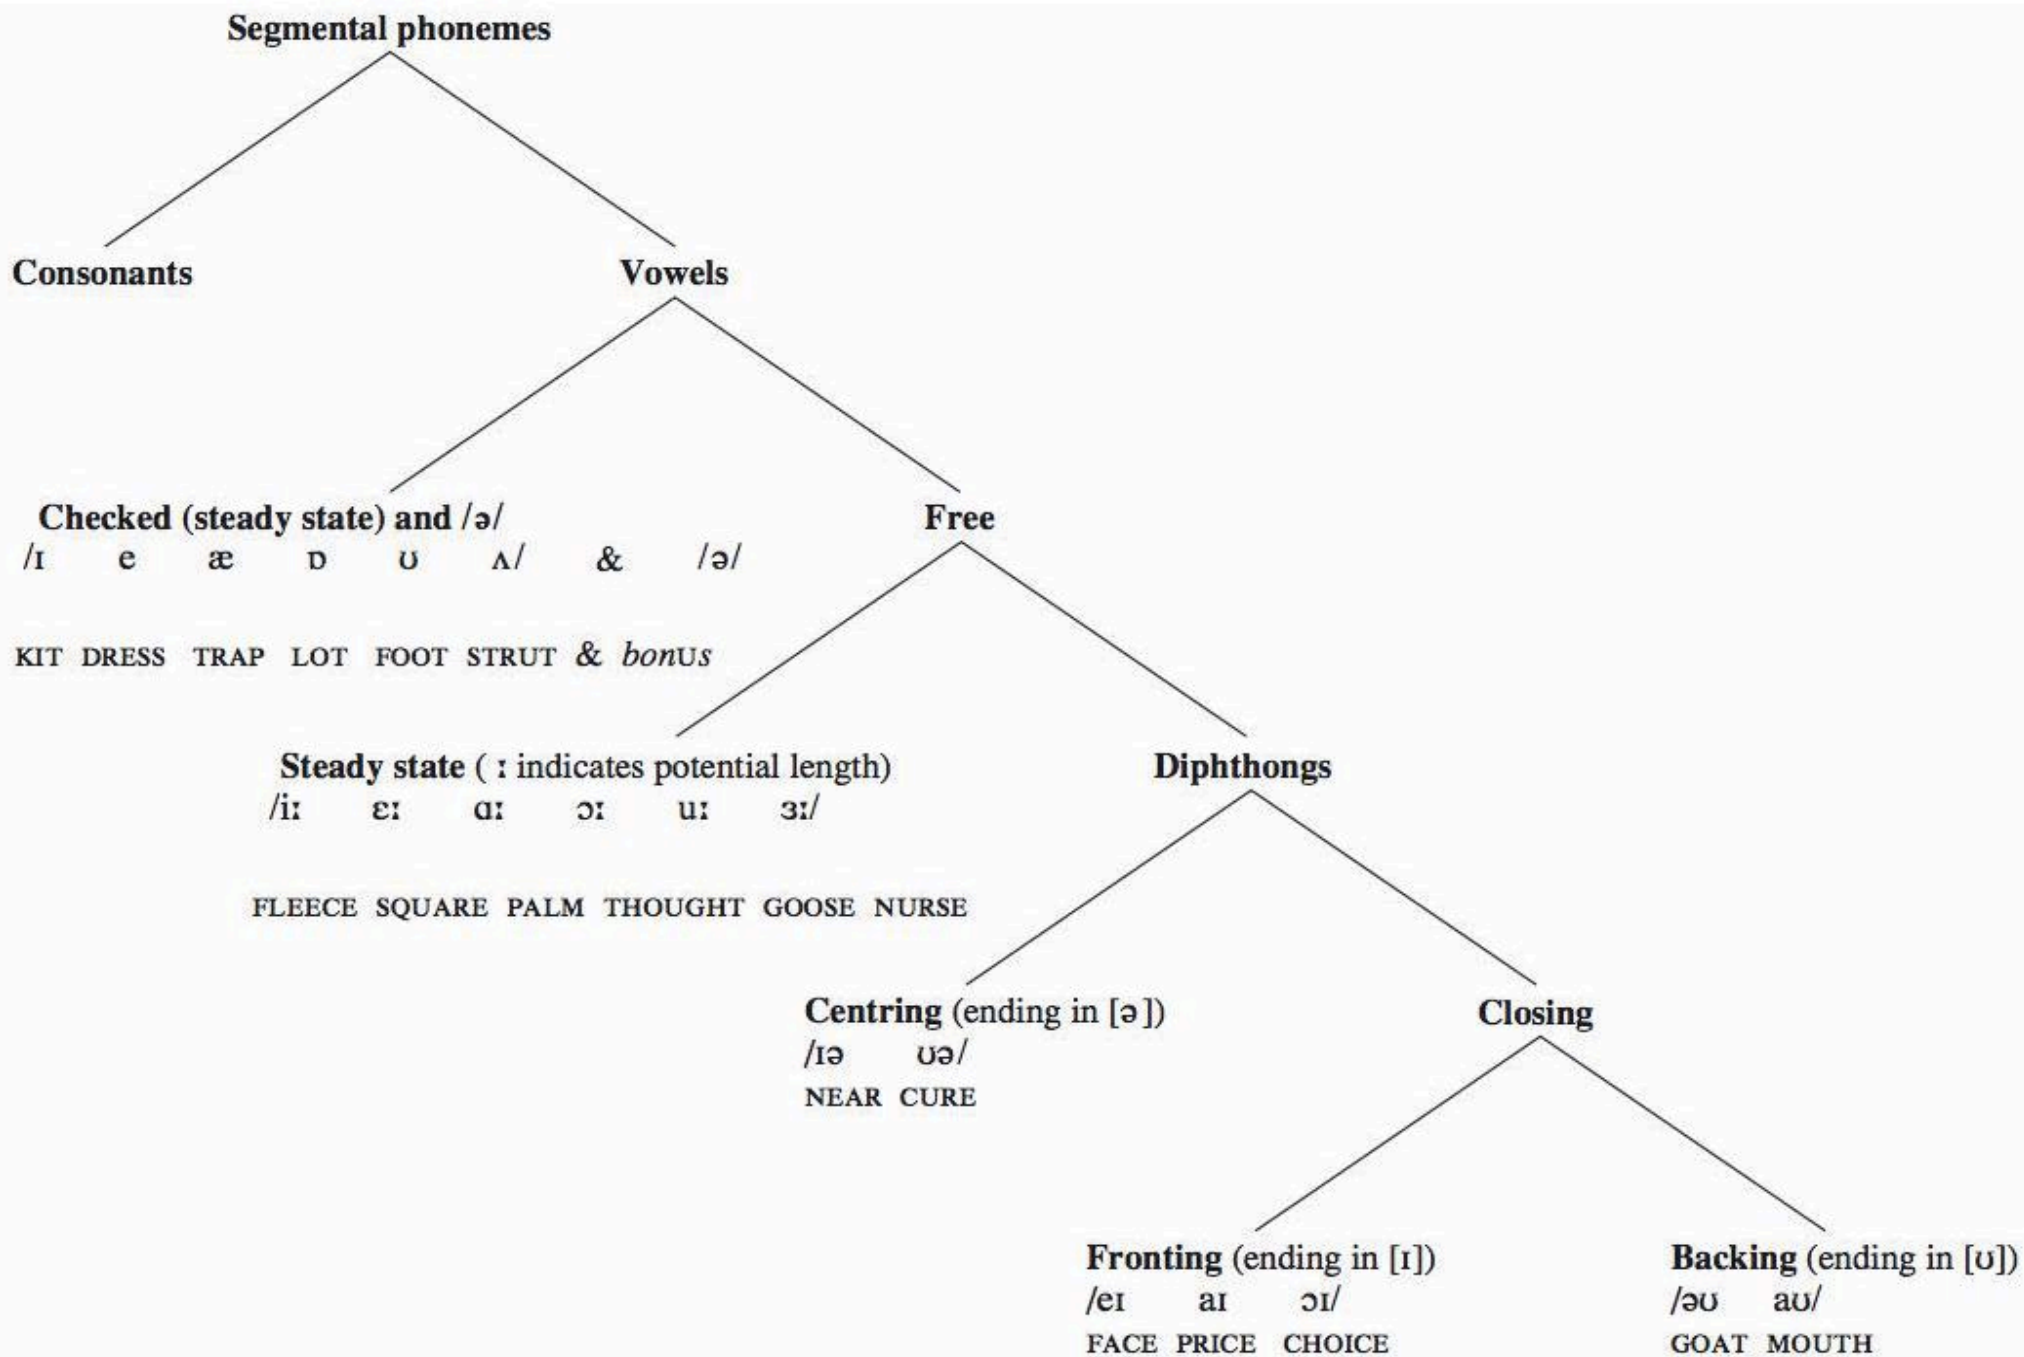 Segmental phonemes
Consonants Vowels
Checked (steady state) and /ə/ Free
/ɪ e æ ɒ ʊ ʌ/ & /ə/
KIT DRESS TRAP LOT FOOT STRUT & bonUs
Steady state ( ː indicates potential length) Diphthongs
/iː ɛː ɑː ɔː uː ɜː/
FLEECE SQUARE PALM THOUGHT GOOSE NURSE
Centring (ending in [ə]) Closing
/ɪə ʊə/
NEAR CURE
Fronting (ending in [ɪ]) Backing (ending in [ʊ])
/eɪ aɪ ɔɪ/ /əʊ aʊ/
FACE PRICE CHOICE GOAT MOUTH